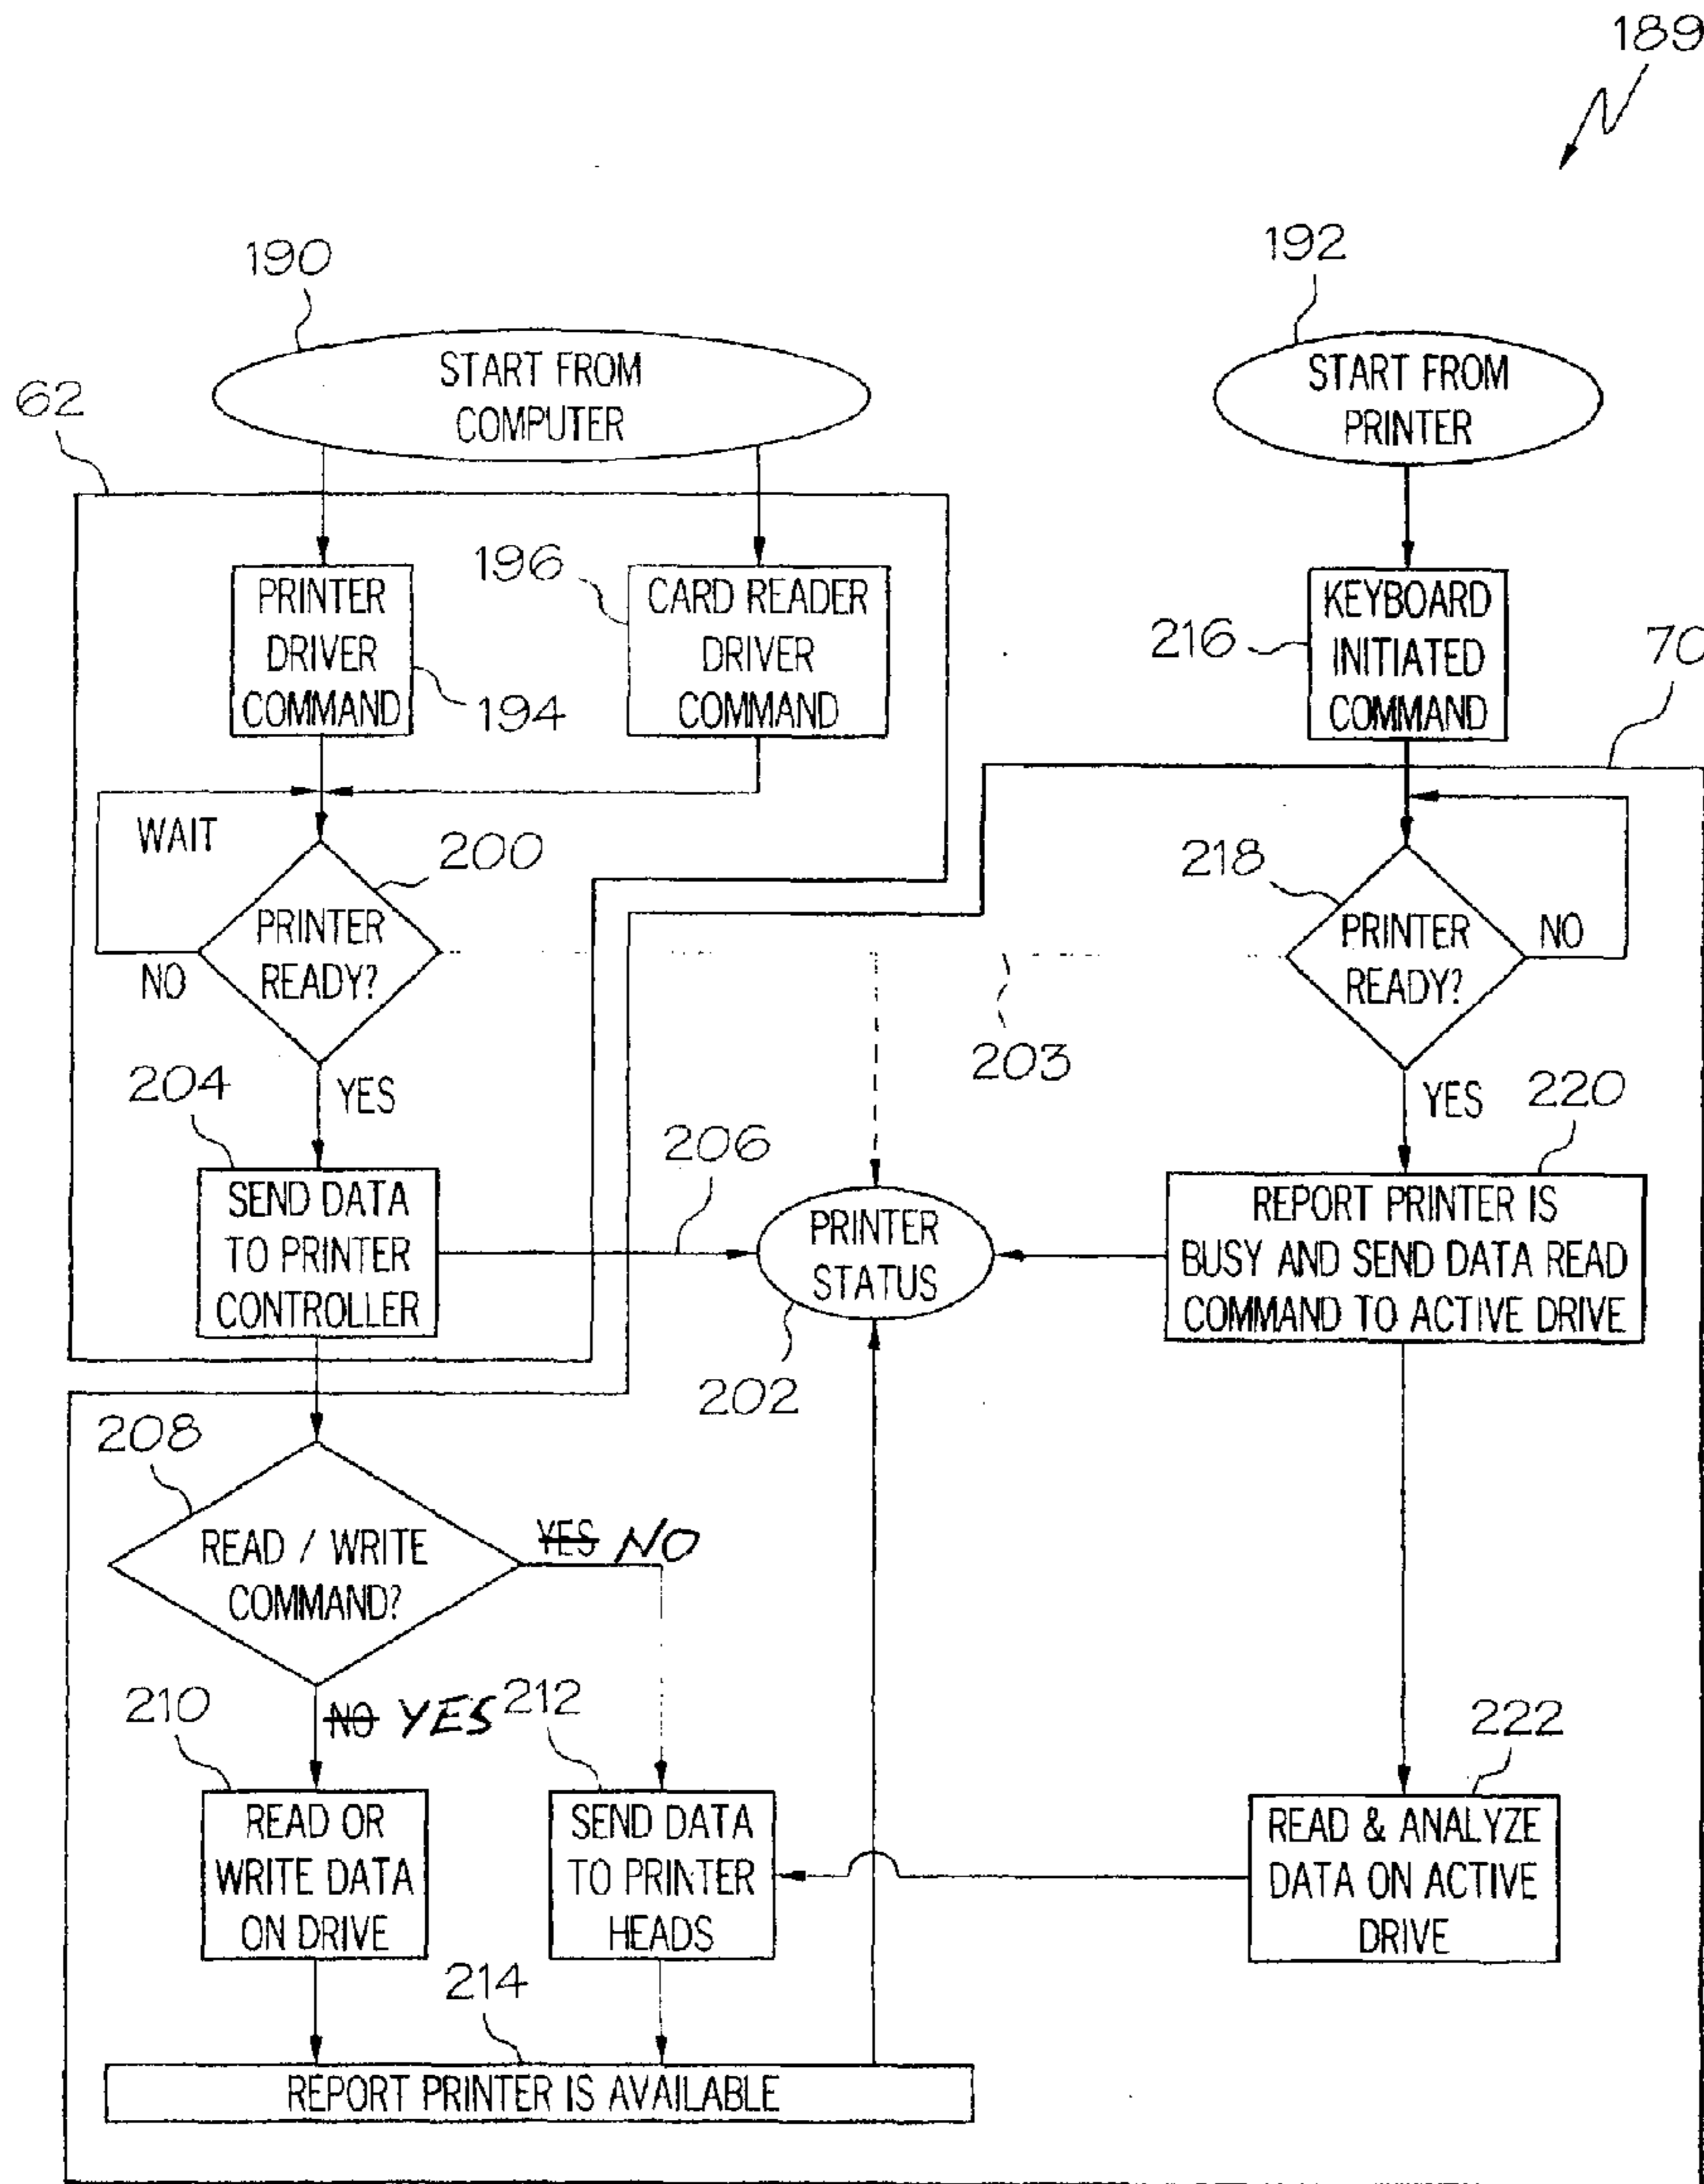 189
190
192
START FROM
COMPUTER
START FROM
PRINTER
62
PRINTER
DRIVER
COMMAND
194
196
CARD READER
DRIVER
COMMAND
216
KEYBOARD
INITIATED
COMMAND
70
WAIT
200
PRINTER
READY?
NO
YES
218
PRINTER
READY?
NO
YES
203
204
SEND DATA
TO PRINTER
CONTROLLER
206
PRINTER
STATUS
202
220
REPORT PRINTER IS
BUSY AND SEND DATA READ
COMMAND TO ACTIVE DRIVE
208
READ / WRITE
COMMAND?
YES NO
NO YES
210
READ OR
WRITE DATA
ON DRIVE
212
SEND DATA
TO PRINTER
HEADS
222
READ & ANALYZE
DATA ON ACTIVE
DRIVE
214
REPORT PRINTER IS AVAILABLE